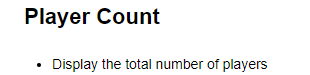 Player Count
• Display the total number of players